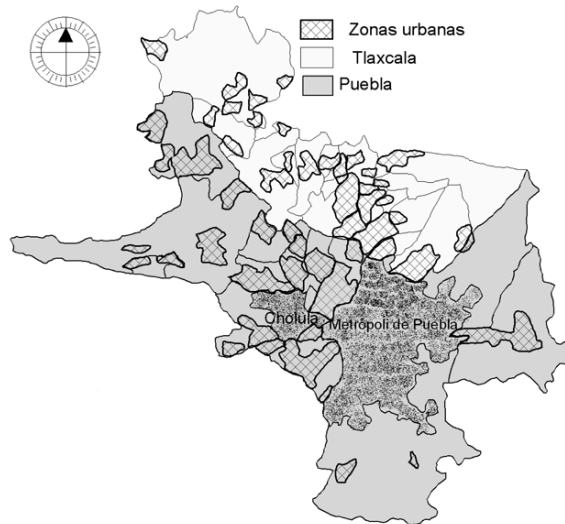 Zonas urbanas
Tlaxcala
Puebla
Cholula
Metrópoli de Puebla